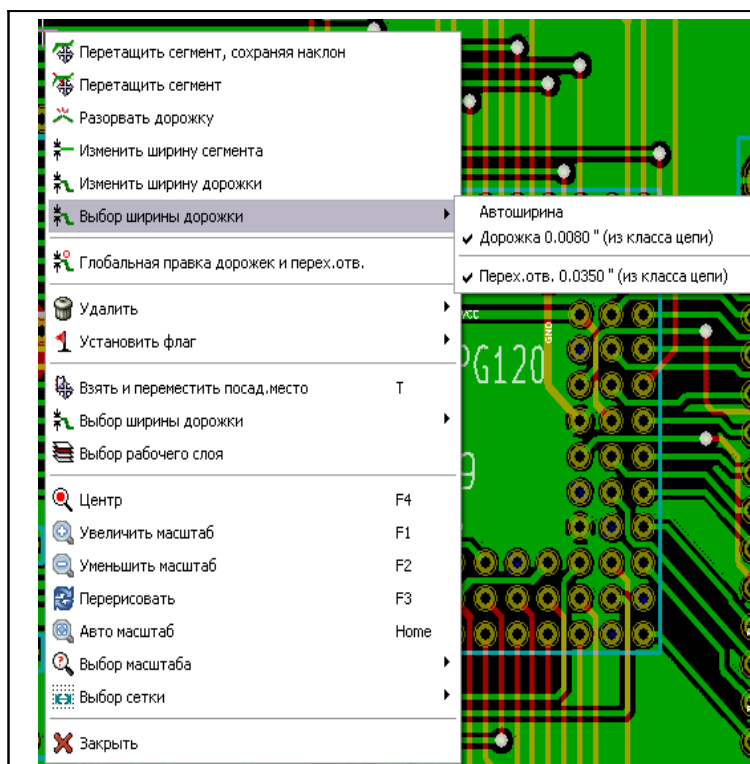 Перетащить сегмент, сохраняя наклон
Перетащить сегмент
Разорвать дорожку
Изменить ширину сегмента
Изменить ширину дорожки
Выбор ширины дорожки
Автоширина
Дорожка 0.0080 " (из класса цепи)
Перех.отв. 0.0350 " (из класса цепи)
Глобальная правка дорожек и перех.отв.
Удалить
Установить флаг
Взять и переместить посад.место T
Выбор ширины дорожки
Выбор рабочего слоя
Центр F4
Увеличить масштаб F1
Уменьшить масштаб F2
Перерисовать F3
Авто масштаб Home
Выбор масштаба
Выбор сетки
Закрыть
VCC
GND
PG120
9